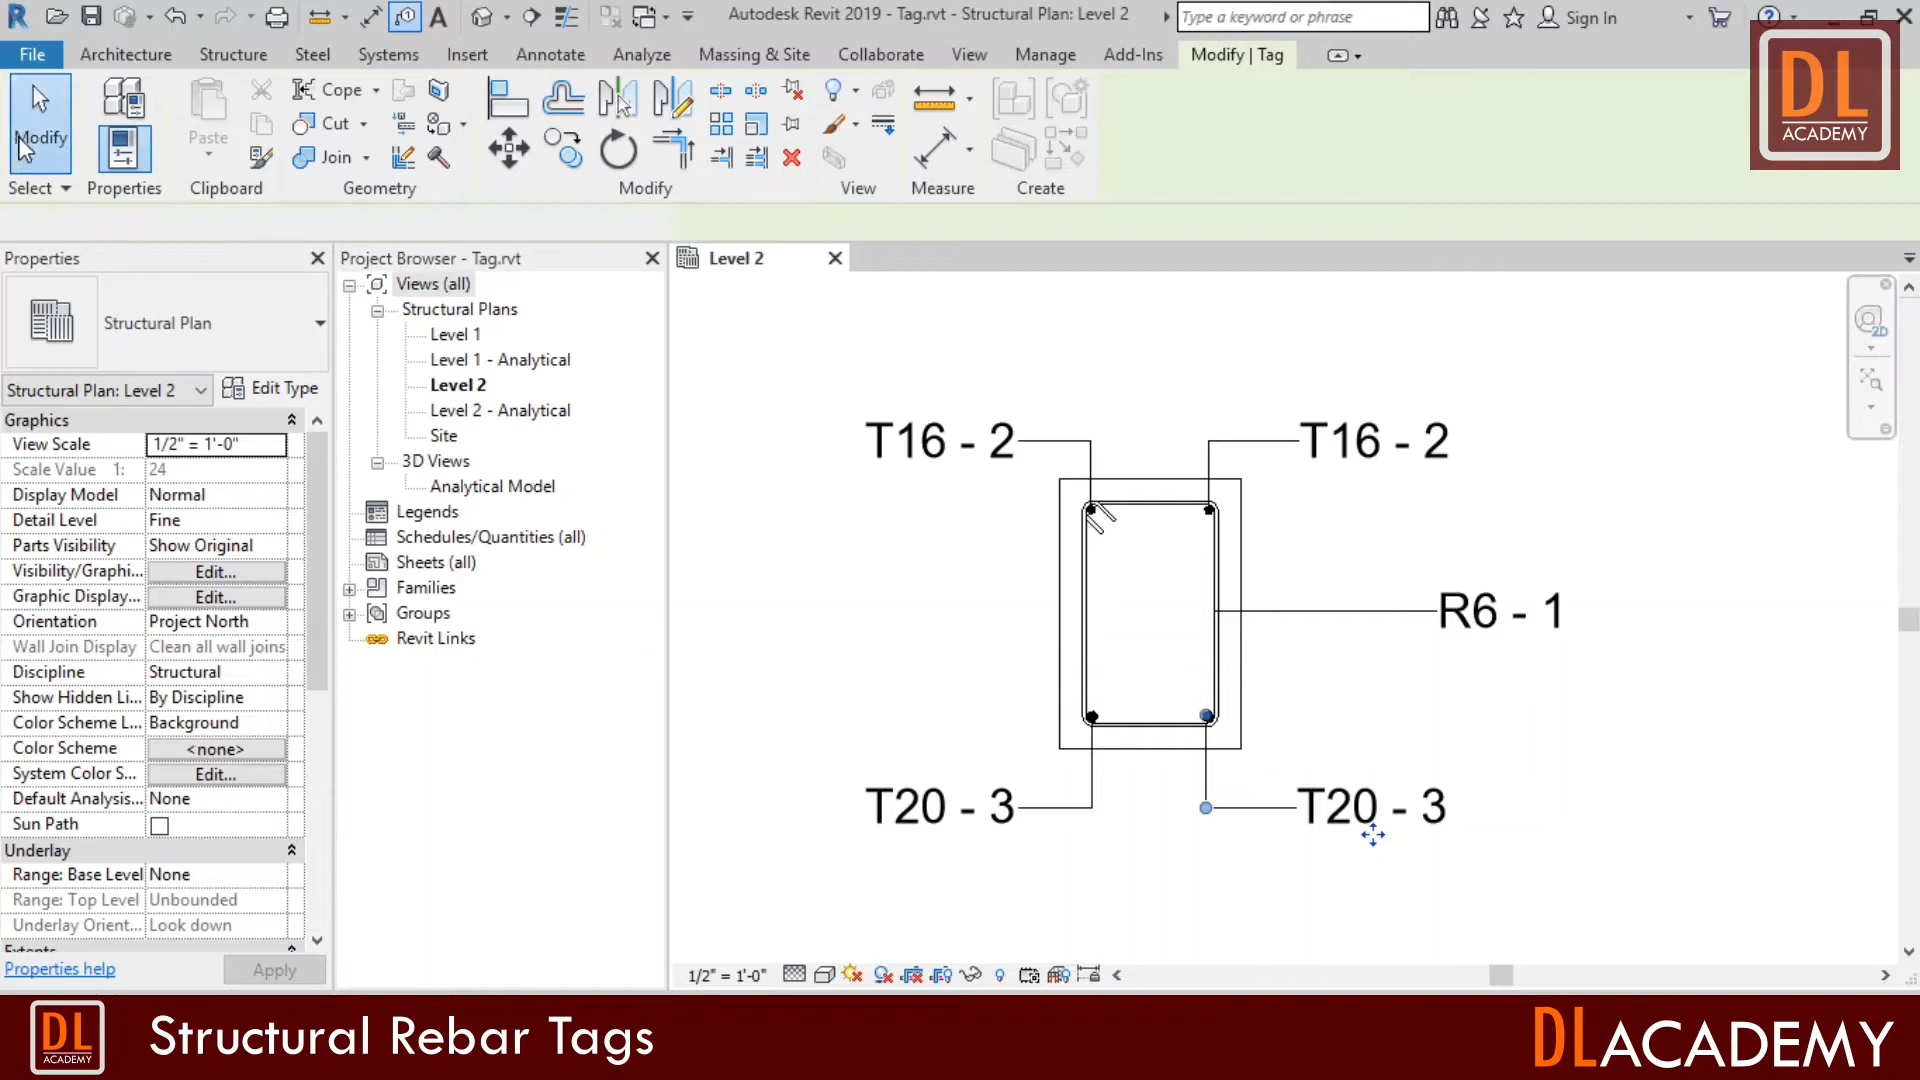 Autodesk Revit 2019 - Tag.rvt - Structural Plan: Level 2
Type a keyword or phrase
Sign In
File Architecture Structure Steel Systems Insert Annotate Analyze Massing & Site Collaborate View Manage Add-Ins Modify | Tag
DL
ACADEMY
Modify
Paste
Cope
Cut
Join
Select Properties Clipboard Geometry Modify View Measure Create
Properties
Structural Plan
Structural Plan: Level 2 Edit Type
Graphics
View Scale 1/2" = 1'-0"
Scale Value 1: 24
Display Model Normal
Detail Level Fine
Parts Visibility Show Original
Visibility/Graphi... Edit...
Graphic Display... Edit...
Orientation Project North
Wall Join Display Clean all wall joins
Discipline Structural
Show Hidden Li... By Discipline
Color Scheme L... Background
Color Scheme <none>
System Color S... Edit...
Default Analysis... None
Sun Path
Underlay
Range: Base Level None
Range: Top Level Unbounded
Underlay Orient... Look down
Extents
Properties help Apply
Project Browser - Tag.rvt
Views (all)
Structural Plans
Level 1
Level 1 - Analytical
Level 2
Level 2 - Analytical
Site
3D Views
Analytical Model
Legends
Schedules/Quantities (all)
Sheets (all)
Families
Groups
Revit Links
Level 2
2D
T16 - 2 T16 - 2
R6 - 1
T20 - 3 T20 - 3
1/2" = 1'-0"
DL
ACADEMY
Structural Rebar Tags
DLACADEMY